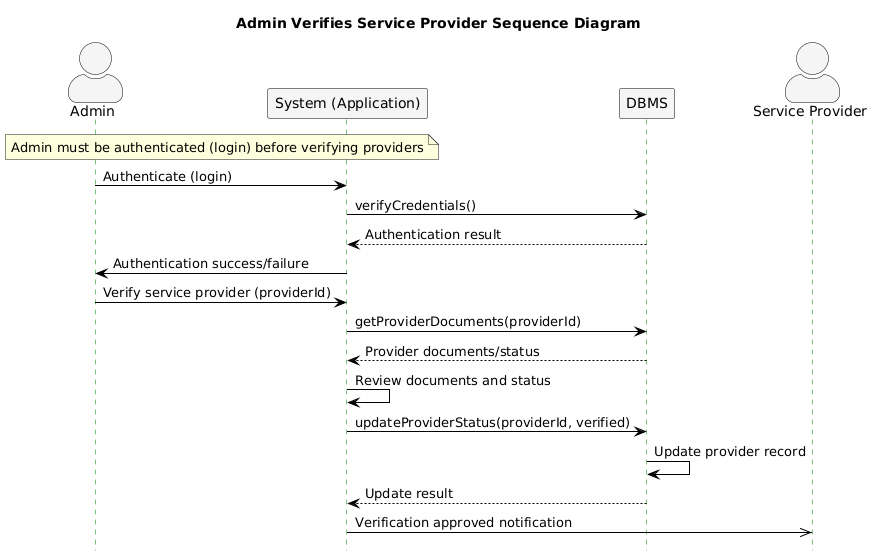 Admin Verifies Service Provider Sequence Diagram
Admin
System (Application)
DBMS
Service Provider
Admin must be authenticated (login) before verifying providers
Authenticate (login)
verifyCredentials()
Authentication result
Authentication success/failure
Verify service provider (providerId)
getProviderDocuments(providerId)
Provider documents/status
Review documents and status
updateProviderStatus(providerId, verified)
Update provider record
Update result
Verification approved notification